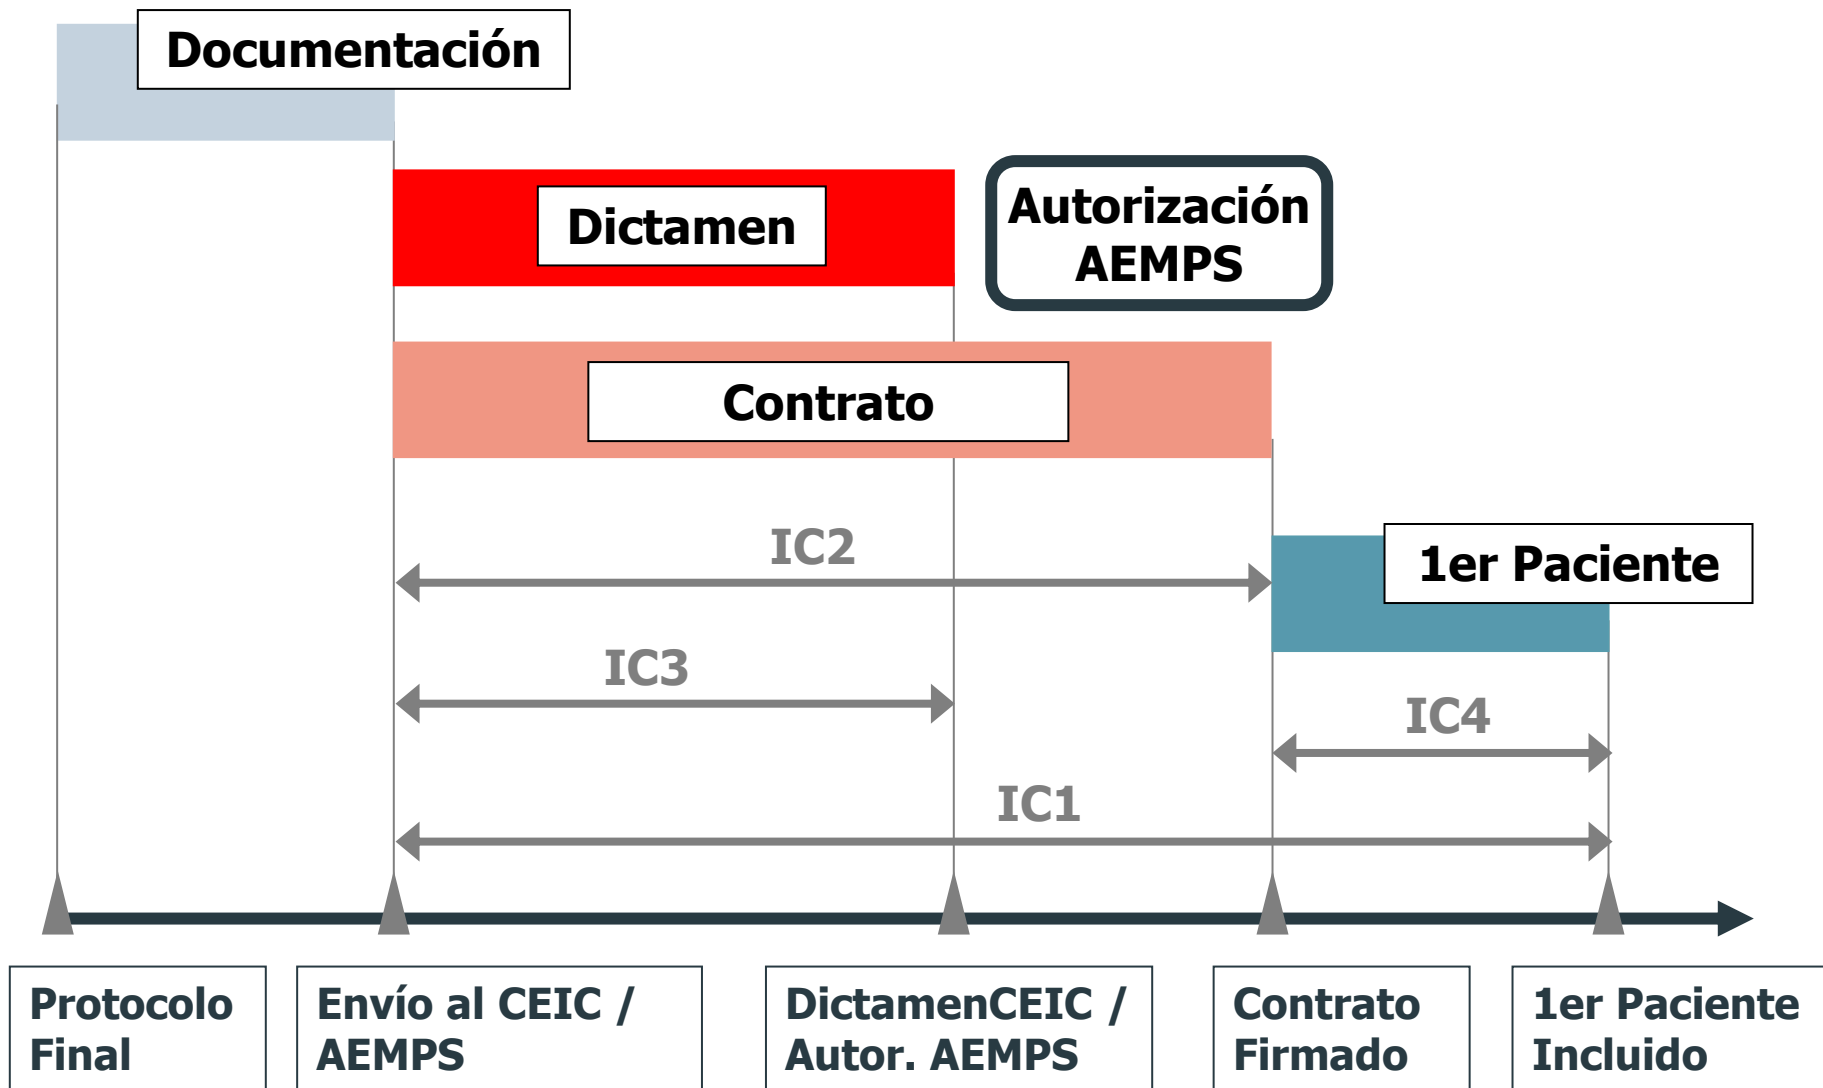 Documentación
Dictamen
Autorización
AEMPS
Contrato
IC2
1er Paciente
IC3
IC4
IC1
Protocolo
Final
Envío al CEIC /
AEMPS
DictamenCEIC /
Autor. AEMPS
Contrato
Firmado
1er Paciente
Incluido